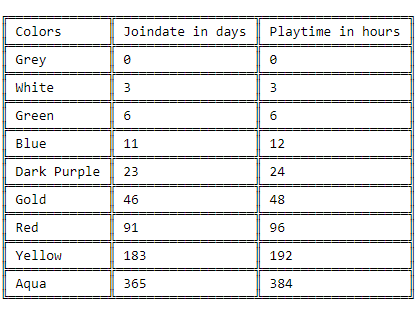 Colors Joindate in days Playtime in hours
Grey 0 0
White 3 3
Green 6 6
Blue 11 12
Dark Purple 23 24
Gold 46 48
Red 91 96
Yellow 183 192
Aqua 365 384